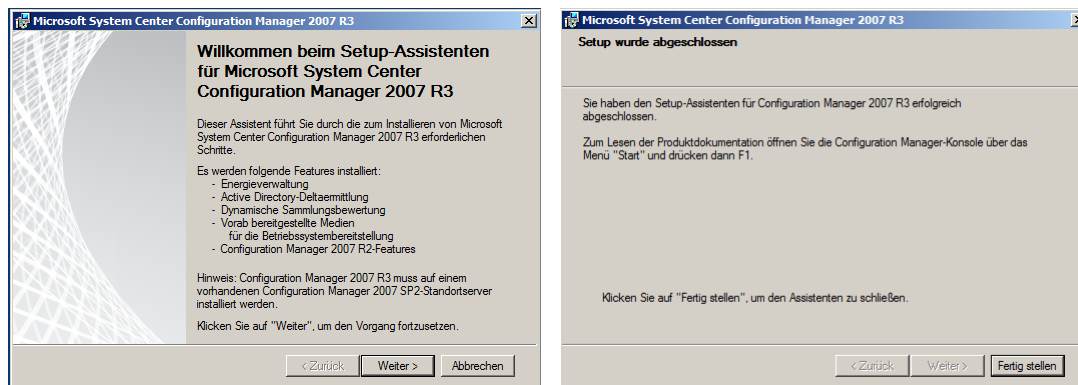 Microsoft System Center Configuration Manager 2007 R3
Willkommen beim Setup-Assistenten
für Microsoft System Center
Configuration Manager 2007 R3
Dieser Assistent führt Sie durch die zum Installieren von Microsoft
System Center Configuration Manager 2007 R3 erforderlichen
Schritte.
Es werden folgende Features installiert:
- Energieverwaltung
- Active Directory-Deltaermittlung
- Dynamische Sammlungsbewertung
- Vorab bereitgestellte Medien
für die Betriebssystembereitstellung
- Configuration Manager 2007 R2-Features
Hinweis: Configuration Manager 2007 R3 muss auf einem
vorhandenen Configuration Manager 2007 SP2-Standortserver
installiert werden.
Klicken Sie auf "Weiter", um den Vorgang fortzusetzen.
< Zurück
Weiter >
Abbrechen
Microsoft System Center Configuration Manager 2007 R3
Setup wurde abgeschlossen
Sie haben den Setup-Assistenten für Configuration Manager 2007 R3 erfolgreich
abgeschlossen.
Zum Lesen der Produktdokumentation öffnen Sie die Configuration Manager-Konsole über das
Menü "Start" und drücken dann F1.
Klicken Sie auf "Fertig stellen", um den Assistenten zu schließen.
< Zurück
Weiter >
Fertig stellen